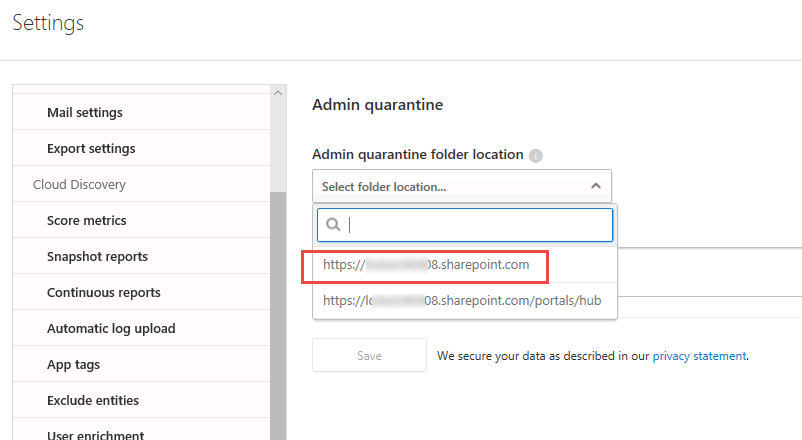 Settings
Mail settings
Export settings
Cloud Discovery
Score metrics
Snapshot reports
Continuous reports
Automatic log upload
App tags
Exclude entities
User enrichment
Admin quarantine
Admin quarantine folder location
Select folder location...
https:// 08.sharepoint.com
https:// 08.sharepoint.com/portals/hub
Save
We secure your data as described in our privacy statement.